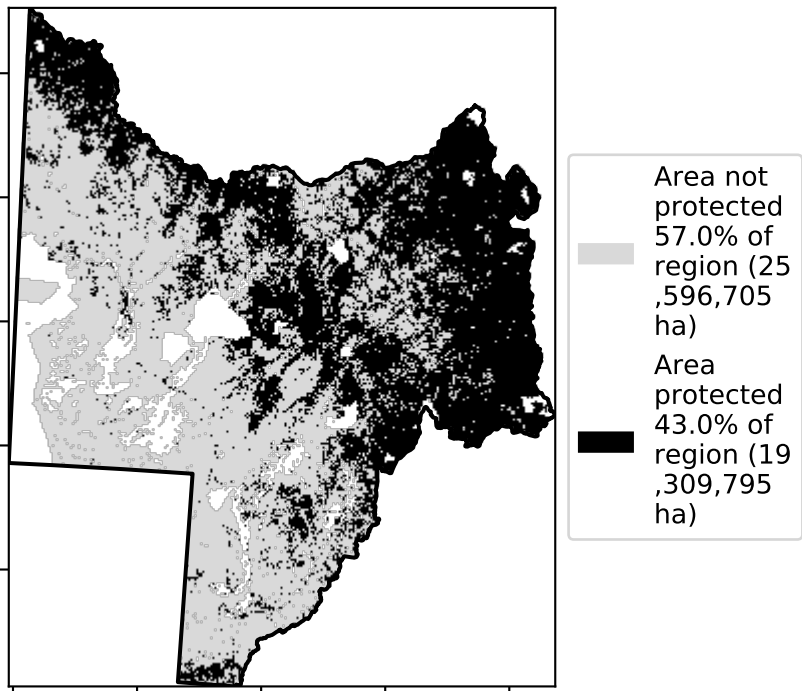 Area not
protected
57.0% of
region (25
,596,705
ha)
Area
protected
43.0% of
region (19
,309,795
ha)